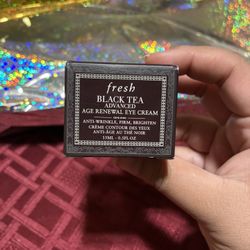 fresh
BLACK TEA
ADVANCED
AGE RENEWAL EYE CREAM
ANTI-WRINKLE, FIRM, BRIGHTEN
CRÈME CONTOUR DES YEUX
ANTI-ÂGE AU THÉ NOIR
15ML - 0.5FL.OZ